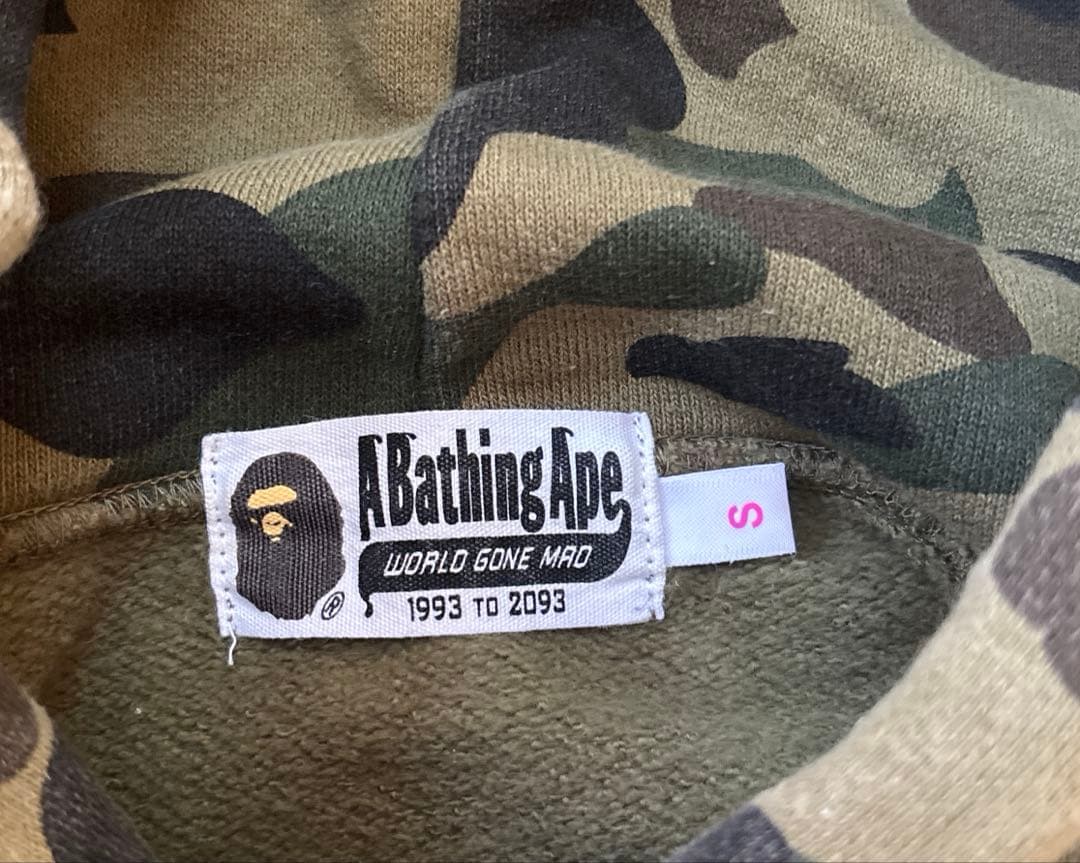 A Bathing Ape
WORLD GONE MAD
1993 TO 2093
®
S